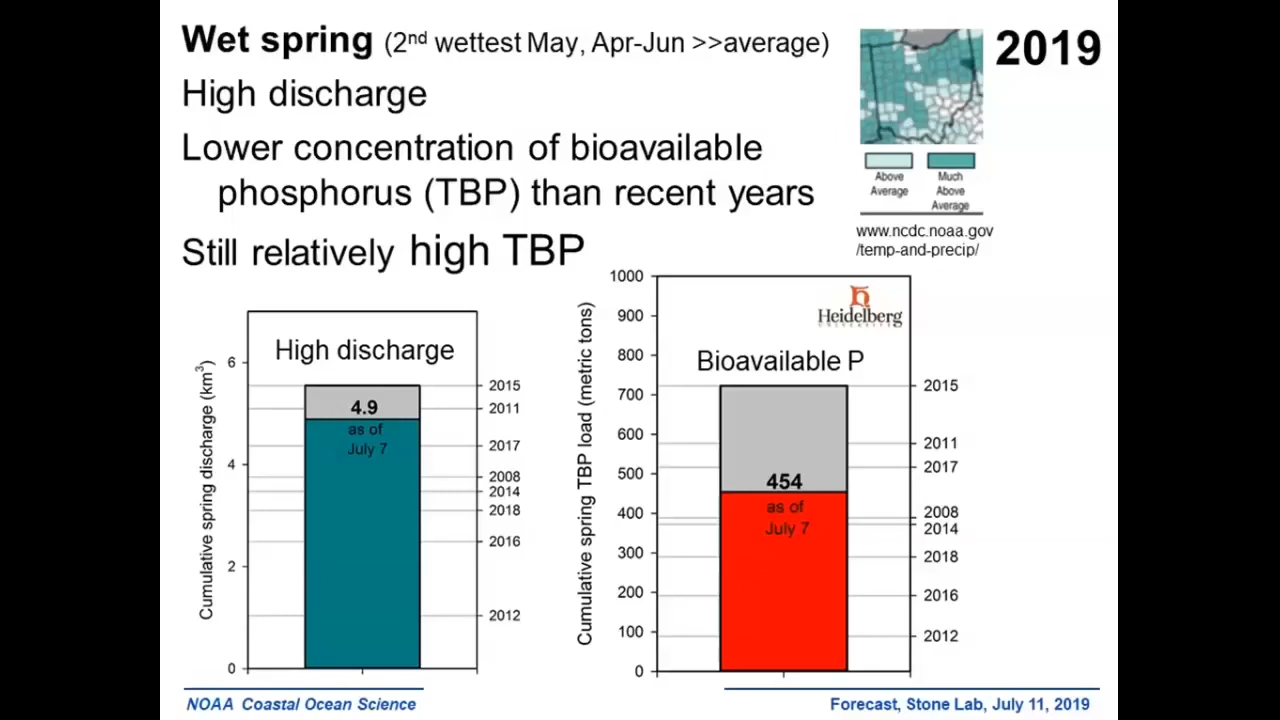 Wet spring (2nd wettest May, Apr-Jun >>average)
2019
High discharge
Lower concentration of bioavailable
phosphorus (TBP) than recent years
Still relatively high TBP
Above
Average
Much
Above
Average
www.ncdc.noaa.gov
/temp-and-precip/
Cumulative spring discharge (km3)
6
4
2
0
High discharge
4.9
as of
July 7
2015
2011
2017
2008
2014
2018
2016
2012
Cumulative spring TBP load (metric tons)
1000
900
800
700
600
500
400
300
200
100
0
Heidelberg
UNIVERSITY
Bioavailable P
454
as of
July 7
2015
2011
2017
2008
2014
2018
2016
2012
NOAA Coastal Ocean Science
Forecast, Stone Lab, July 11, 2019